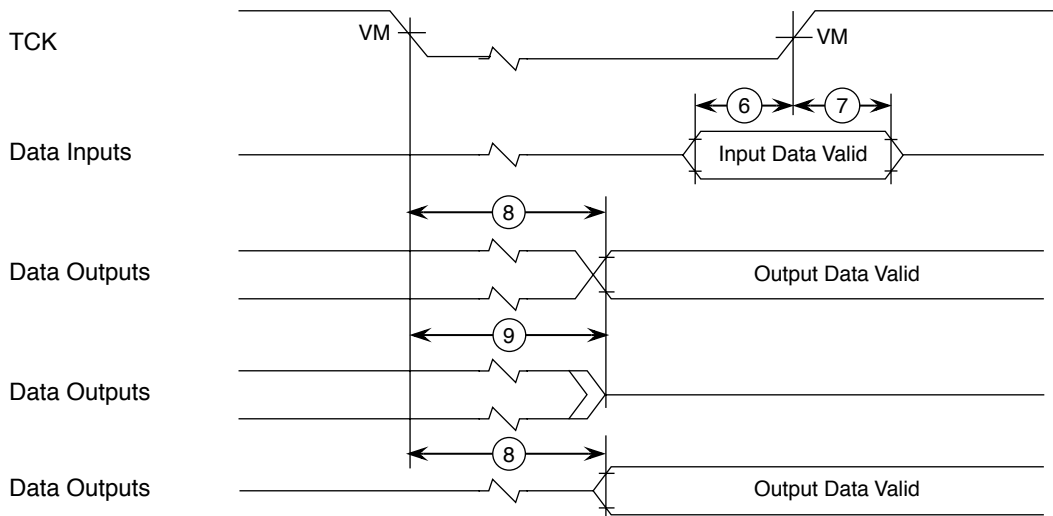 TCK
VM
VM
6
7
Data Inputs
Input Data Valid
8
Data Outputs
Output Data Valid
9
Data Outputs
8
Data Outputs
Output Data Valid